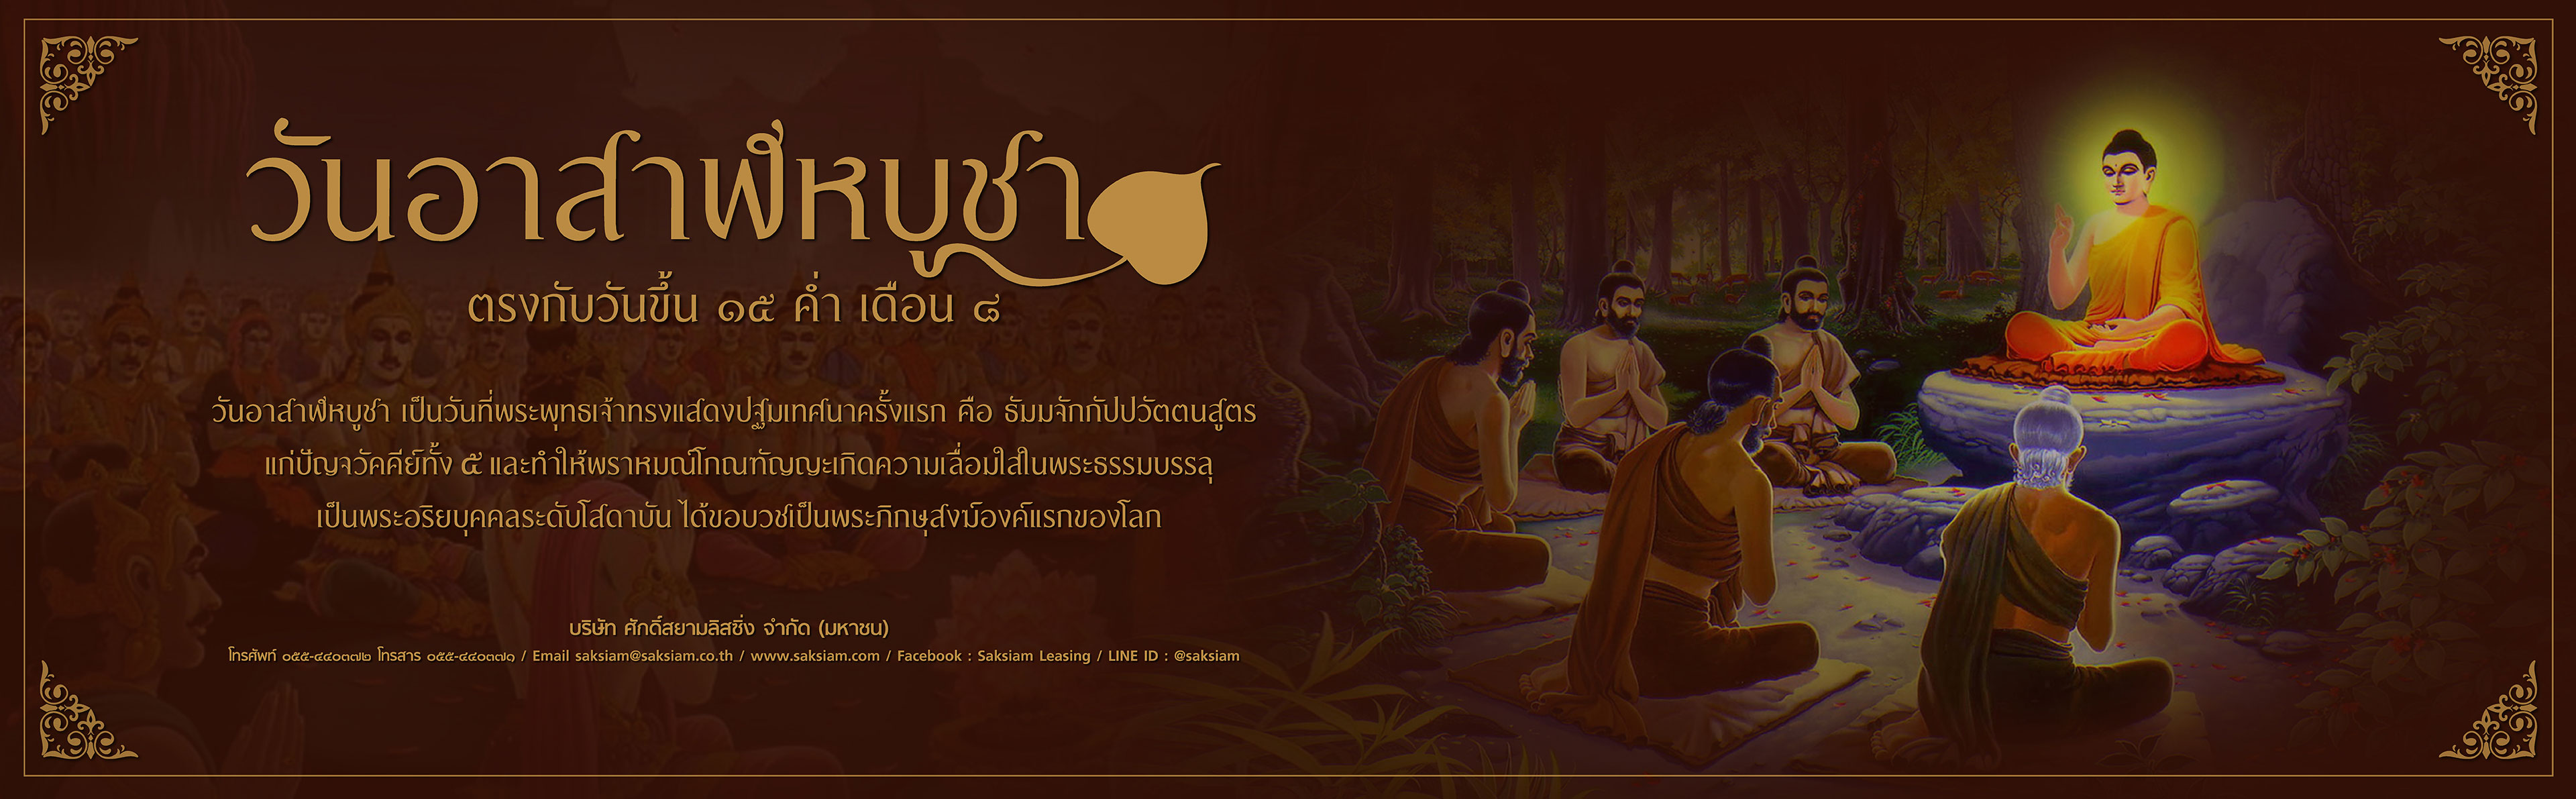 วันอาสาฬหบูชา
ตรงกับวันขึ้น ๑๕ ค่ำ เดือน ๘
วันอาสาฬหบูชา เป็นวันที่พระพุทธเจ้าทรงแสดงปฐมเทศนาครั้งแรก คือ ธัมมจักกัปปวัตตนสูตร
แก่ปัญจวัคคีย์ทั้ง ๕ และทำให้พราหมณ์โกณฑัญญะเกิดความเลื่อมใสในพระธรรมบรรลุ
เป็นพระอริยบุคคลระดับโสดาบัน ได้ขอบวชเป็นพระภิกษุสงฆ์องค์แรกของโลก
บริษัท ศักดิ์สยามลิสซิ่ง จำกัด (มหาชน)
โทรศัพท์ ๐๕๕-๔๔๐๓๗๒ โทรสาร ๐๕๕-๔๔๐๓๗๑ / Email saksiam@saksiam.co.th / www.saksiam.com / Facebook : Saksiam Leasing / LINE ID : @saksiam